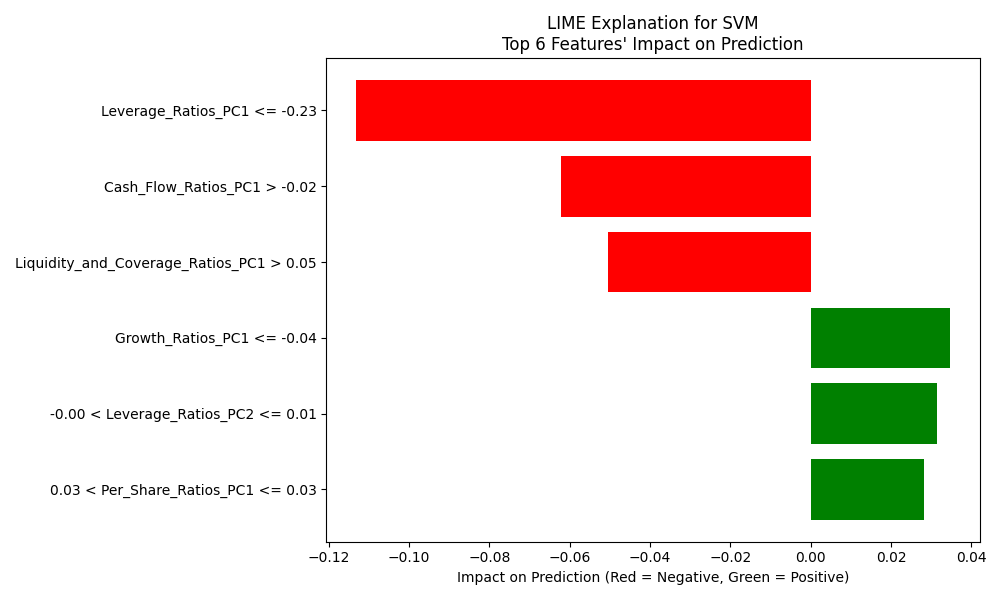 LIME Explanation for SVM
Top 6 Features' Impact on Prediction
Leverage_Ratios_PC1 <= -0.23
Cash_Flow_Ratios_PC1 > -0.02
Liquidity_and_Coverage_Ratios_PC1 > 0.05
Growth_Ratios_PC1 <= -0.04
-0.00 < Leverage_Ratios_PC2 <= 0.01
0.03 < Per_Share_Ratios_PC1 <= 0.03
−0.12 −0.10 −0.08 −0.06 −0.04 −0.02 0.00 0.02 0.04
Impact on Prediction (Red = Negative, Green = Positive)